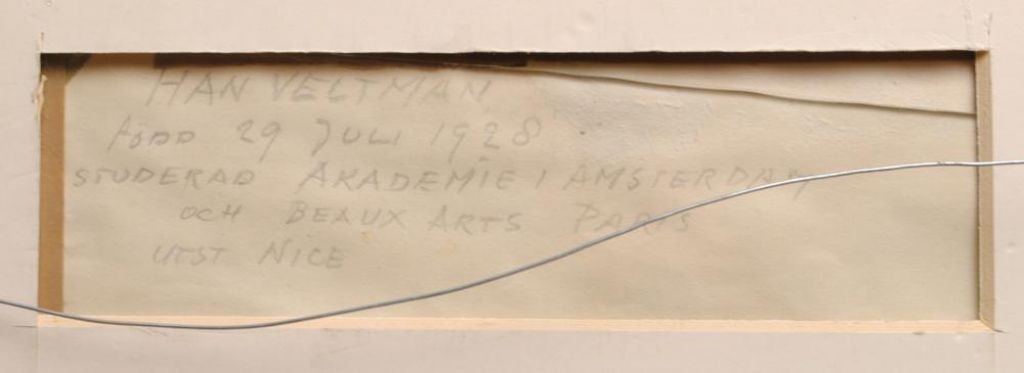 HAN VELTMAN
född 29 JULI 1928
STUDERAD AKADEMIE I AMSTERDAM
OCH BEAUX ARTS PARIS
UTST NICE